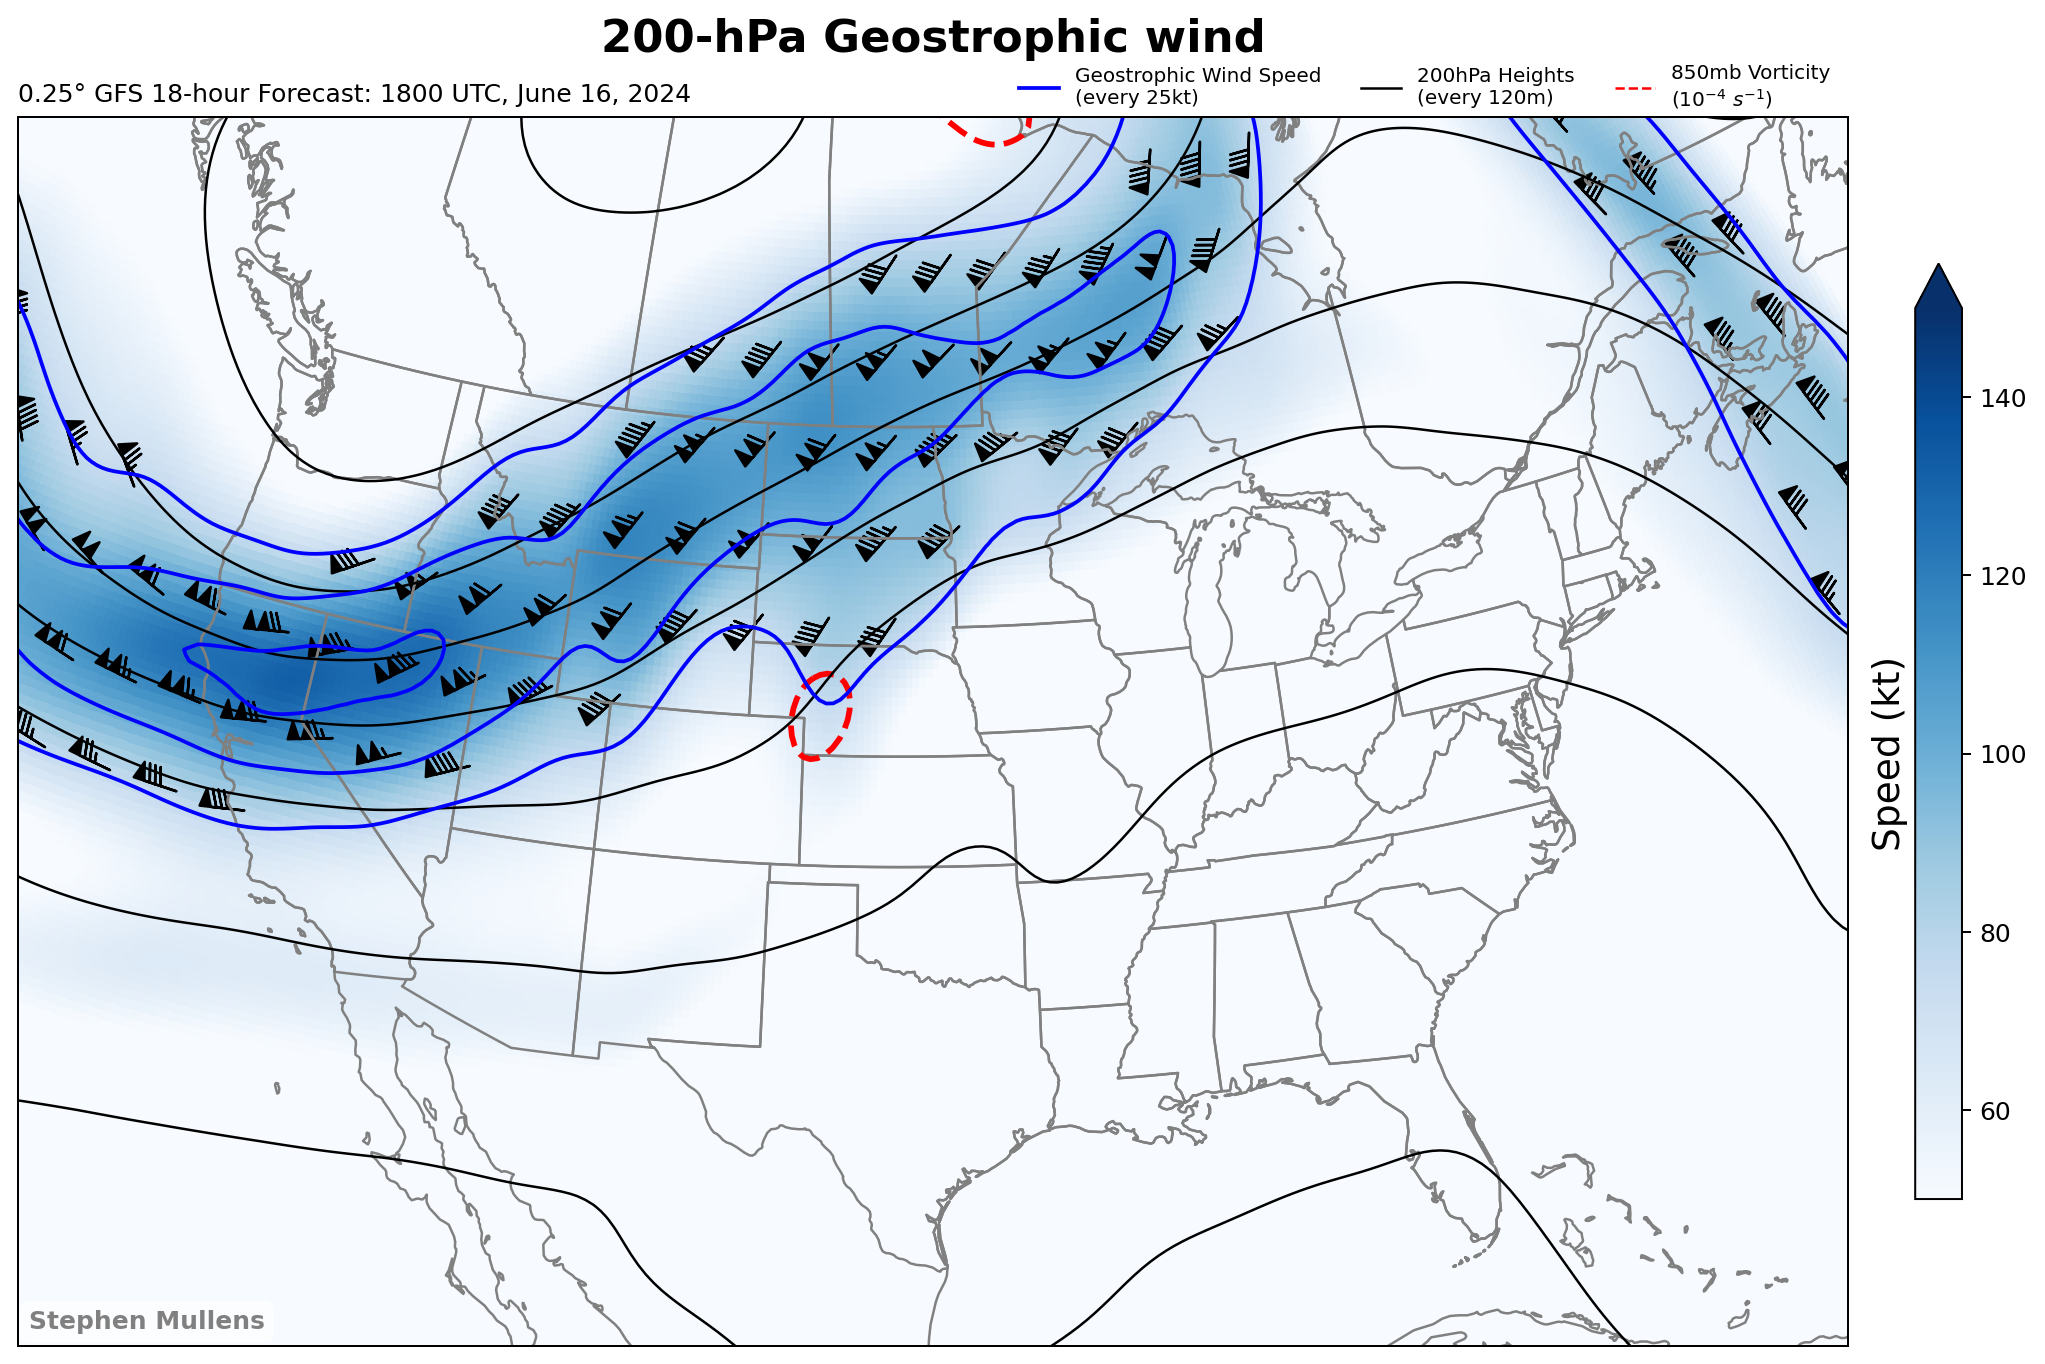 200-hPa Geostrophic wind
0.25° GFS 18-hour Forecast: 1800 UTC, June 16, 2024
Geostrophic Wind Speed
(every 25kt)
200hPa Heights
(every 120m)
850mb Vorticity
(10⁻⁴ s⁻¹)
140
120
100
80
60
Speed (kt)
Stephen Mullens